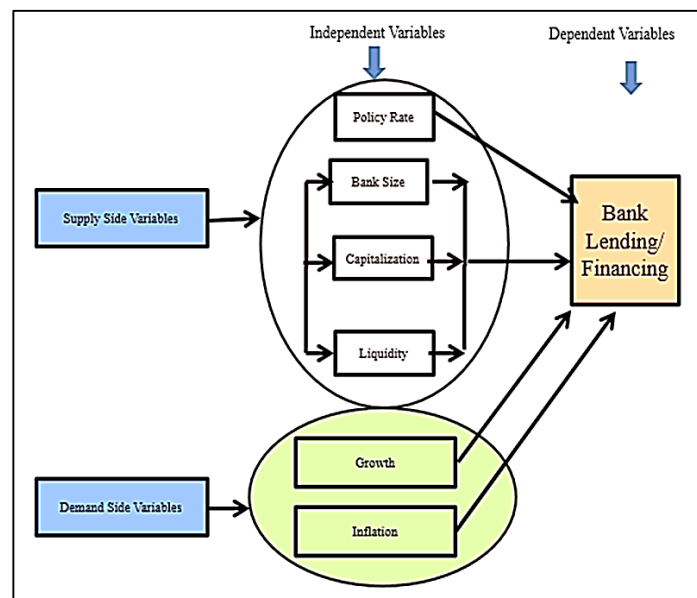 Independent Variables
Dependent Variables
Policy Rate
Bank Size
Supply Side Variables
Capitalization
Bank
Lending/
Financing
Liquidity
Growth
Demand Side Variables
Inflation